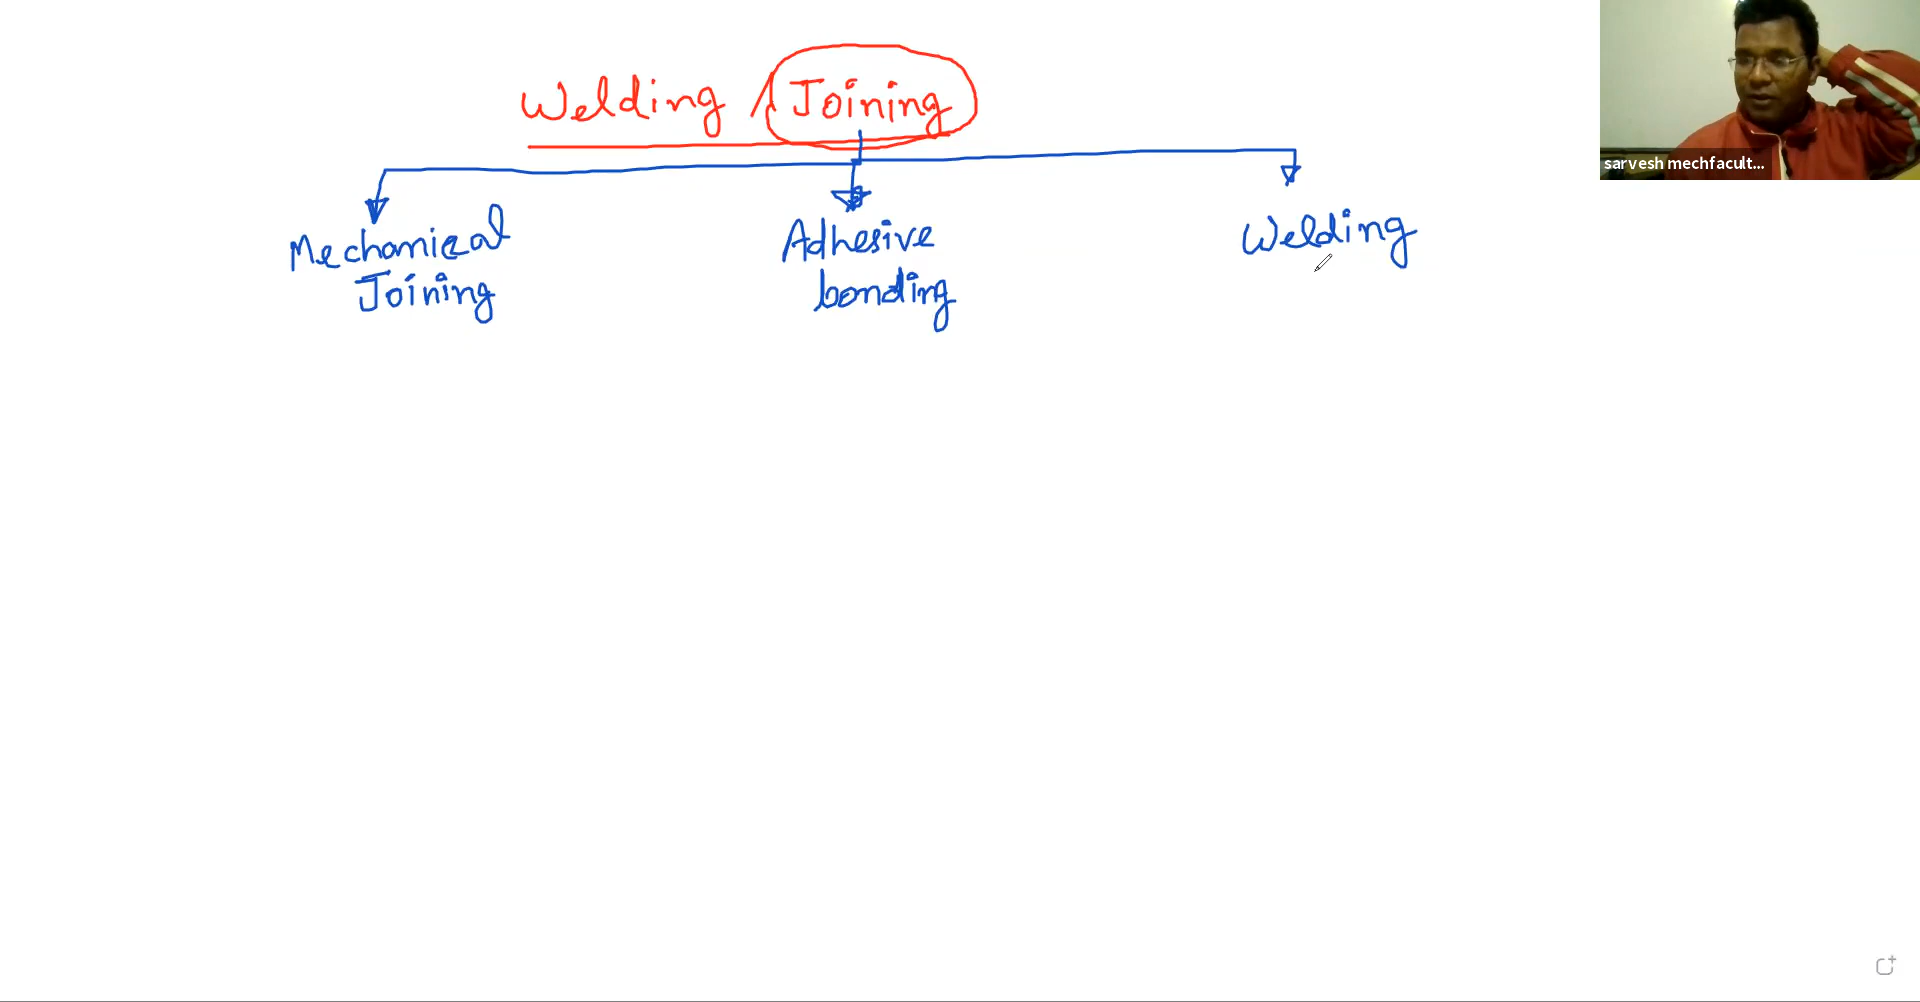 Welding / Joining
sarvesh mechfacult...
Mechanical
Joining
Adhesive
bonding
Welding